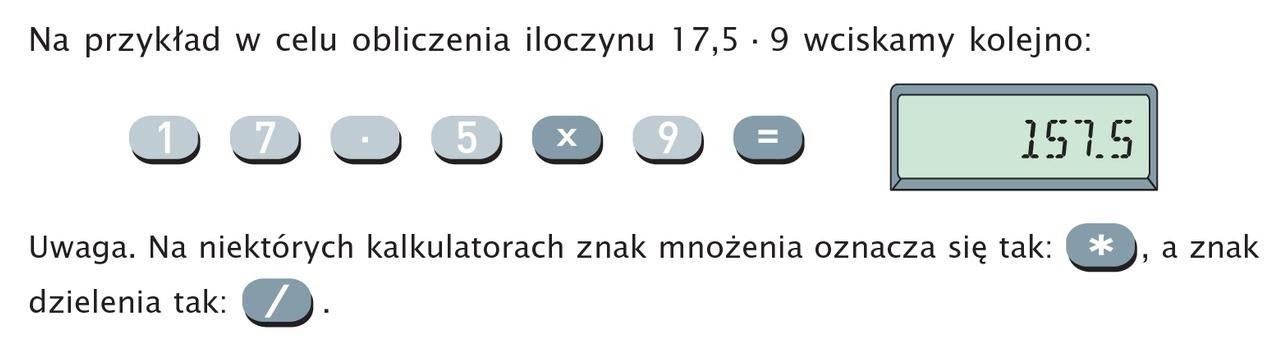 Na przykład w celu obliczenia iloczynu 17,5 · 9 wciskamy kolejno:
1 7 · 5 x 9 = 157.5
Uwaga. Na niektórych kalkulatorach znak mnożenia oznacza się tak: *, a znak
dzielenia tak: / .